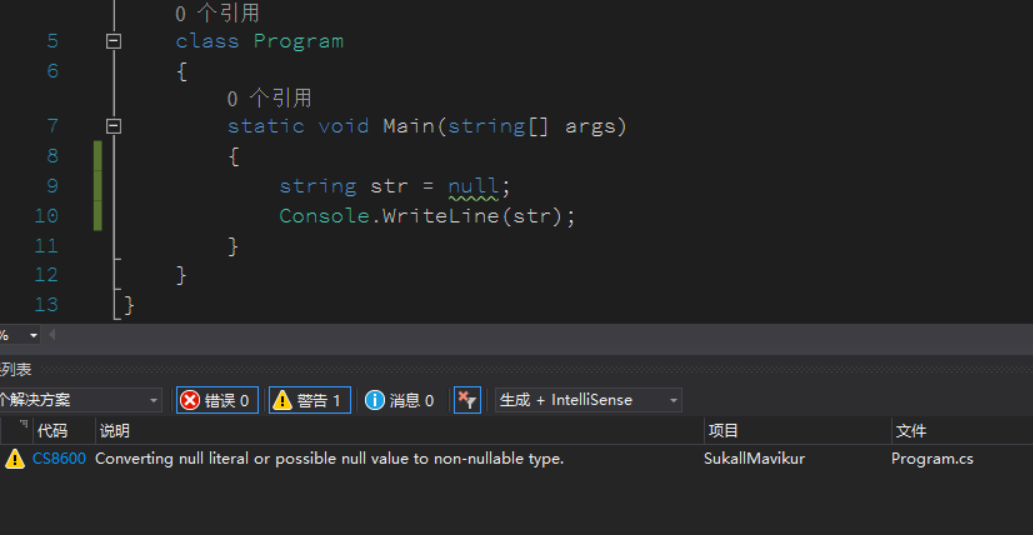 0 个引用
5 class Program
6 {
0 个引用
7 static void Main(string[] args)
8 {
9 string str = null;
10 Console.WriteLine(str);
11 }
12 }
13 }
%
列表
个解决方案 错误 0 警告 1 消息 0 生成 + IntelliSense
代码 说明 项目 文件
CS8600 Converting null literal or possible null value to non-nullable type. SukallMavikur Program.cs